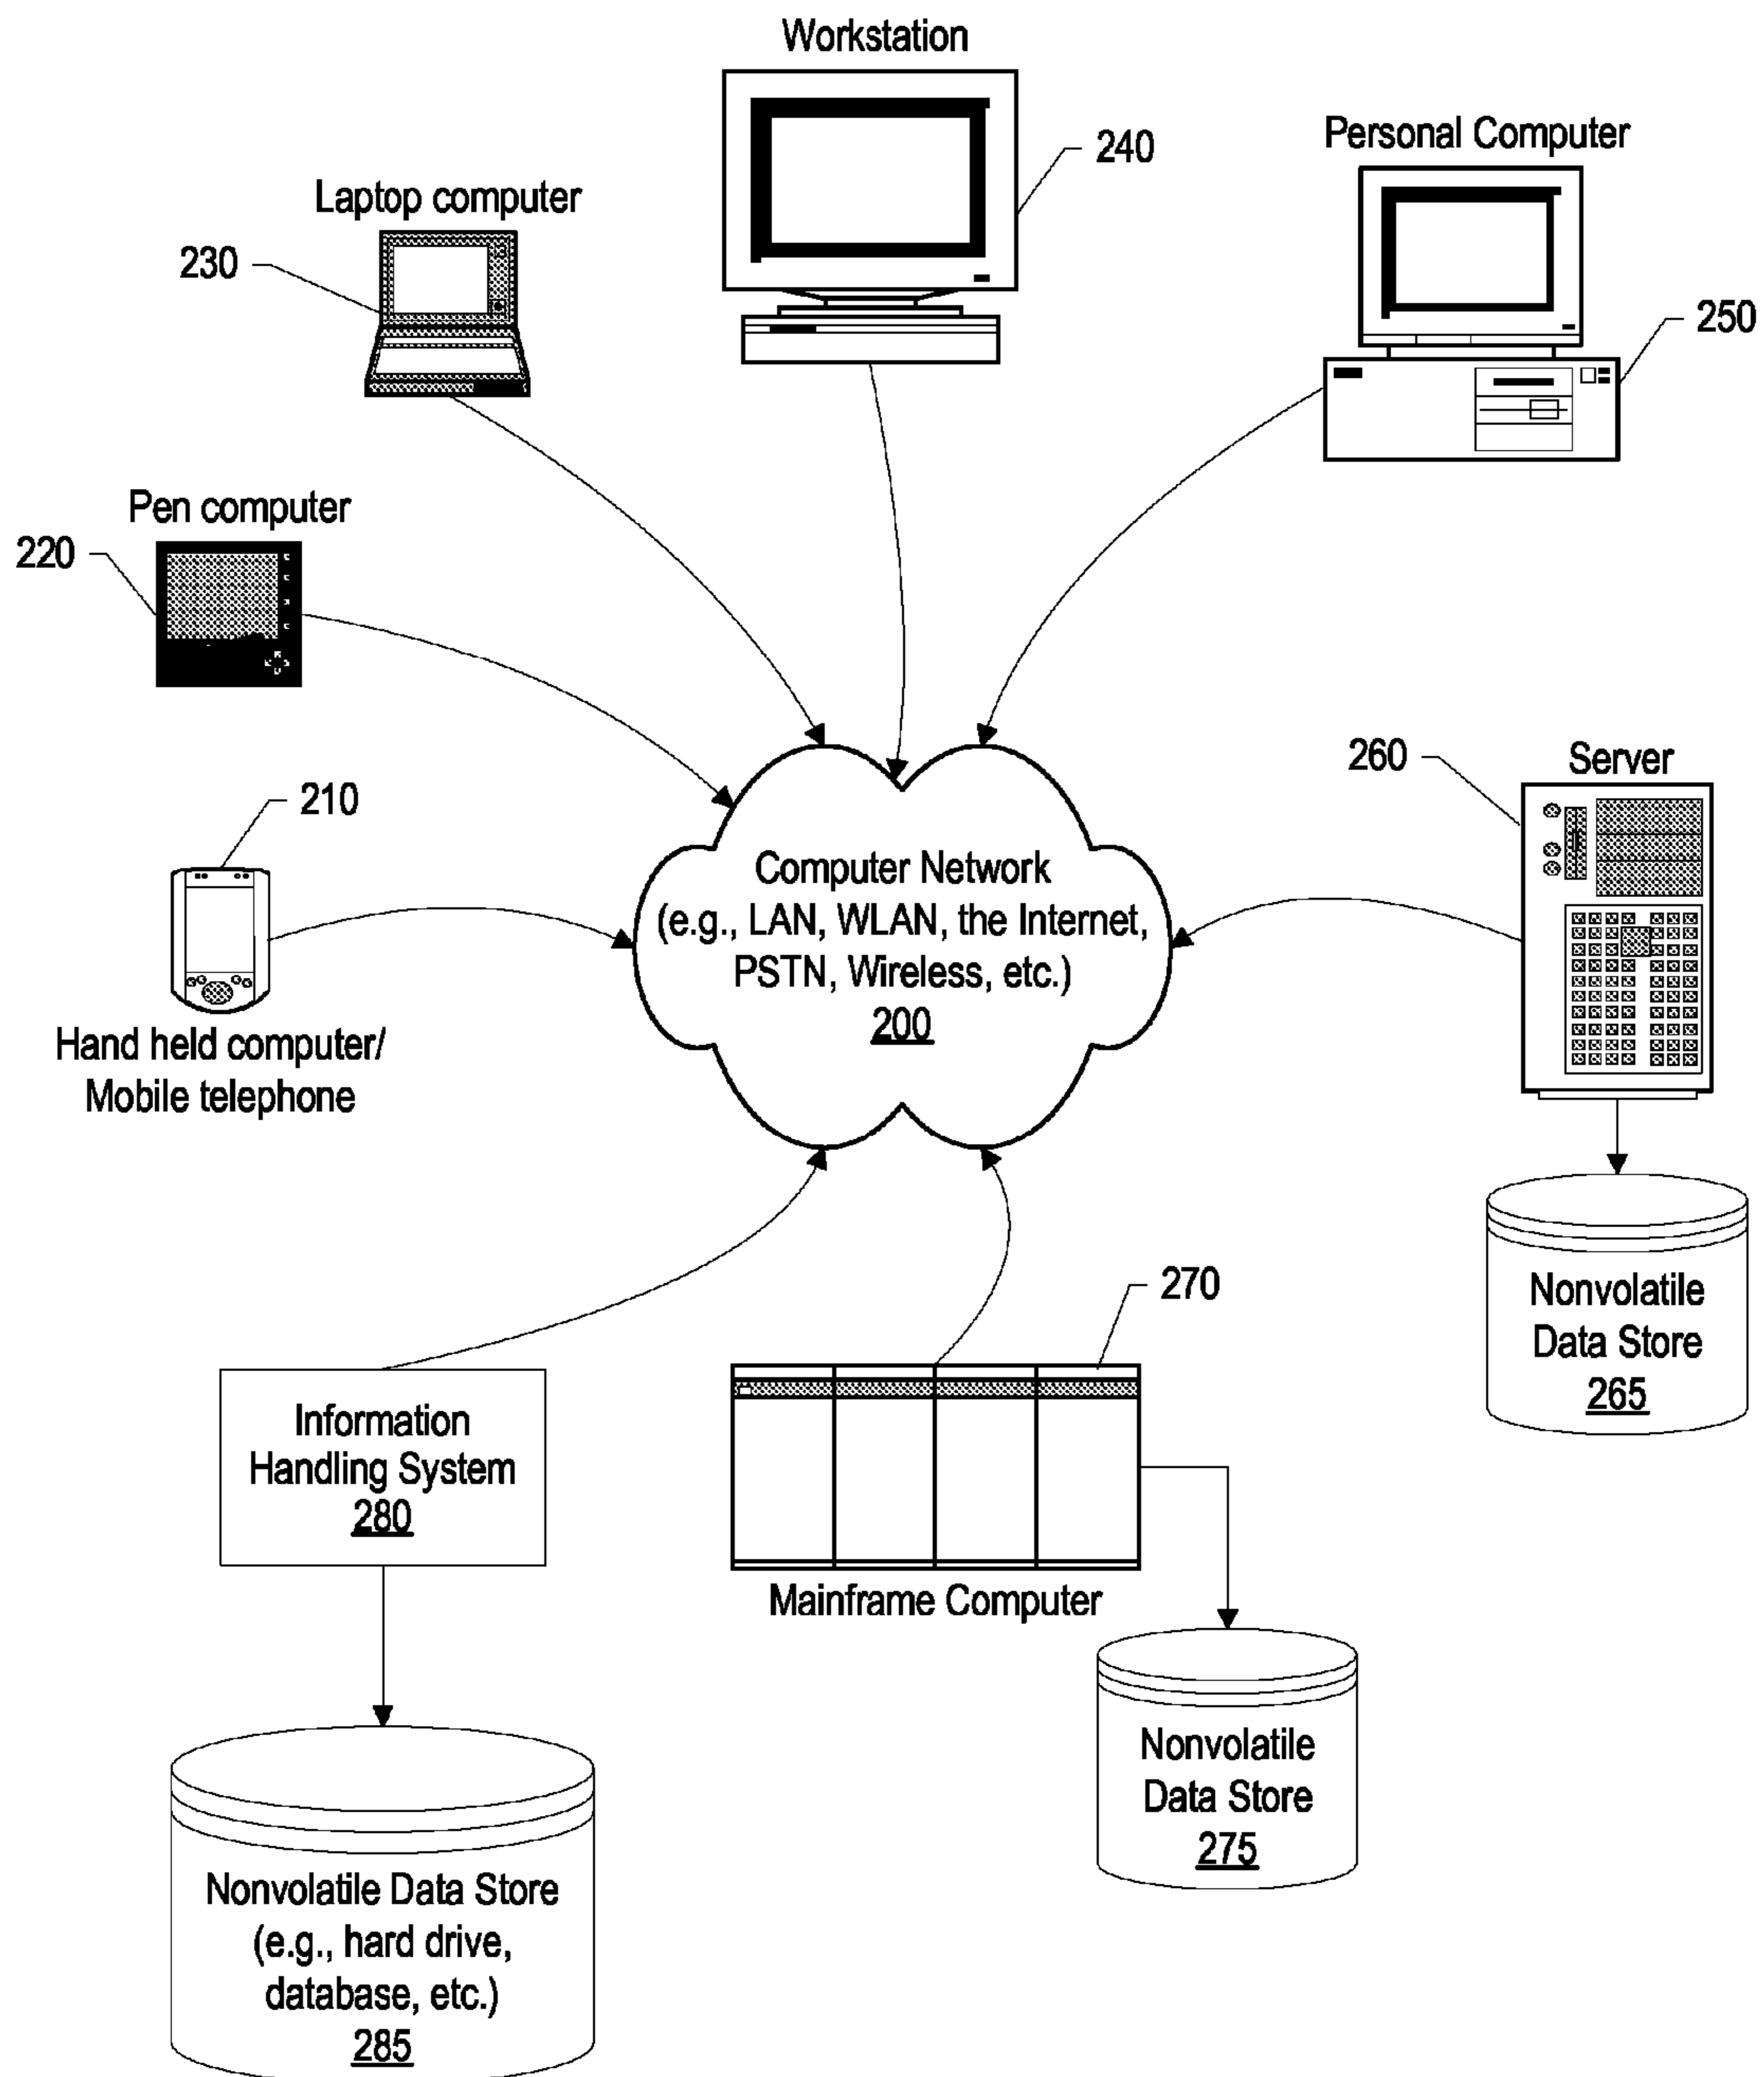 Workstation
240
Personal Computer
Laptop computer
230
250
Pen computer
220
260
Server
210
Computer Network
(e.g., LAN, WLAN, the Internet,
PSTN, Wireless, etc.)
200
Hand held computer/
Mobile telephone
270
Nonvolatile
Data Store
265
Information
Handling System
280
Mainframe Computer
Nonvolatile
Data Store
275
Nonvolatile Data Store
(e.g., hard drive,
database, etc.)
285